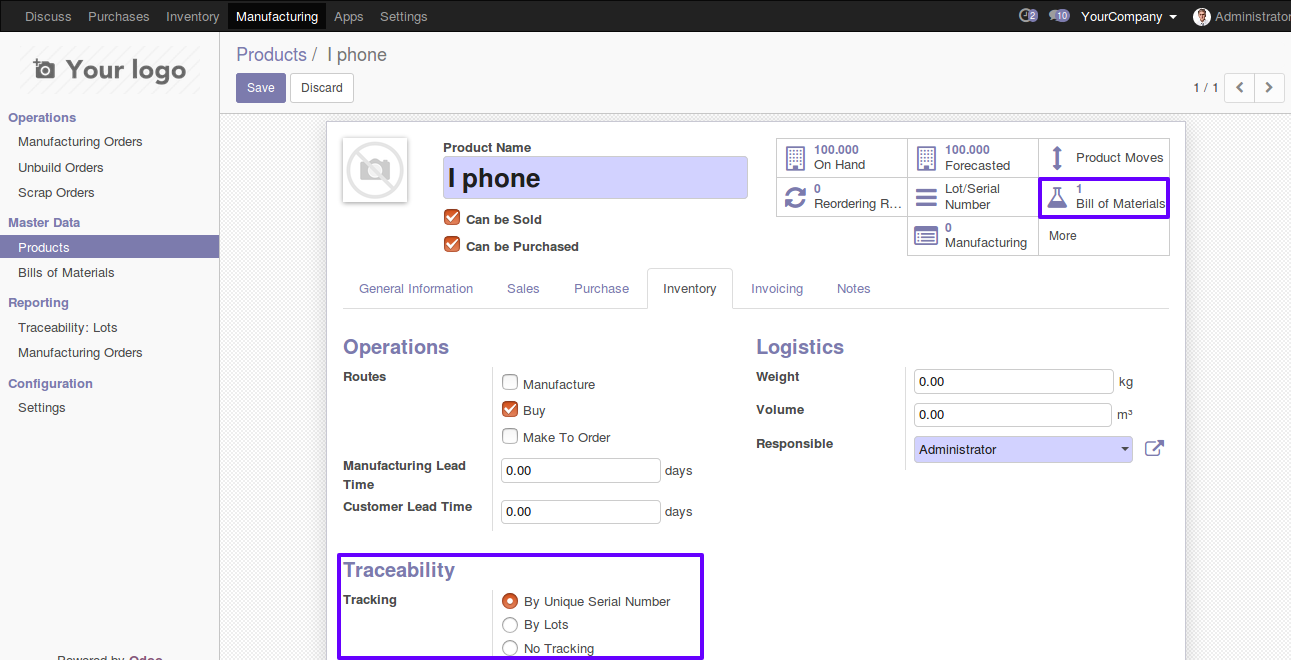 Discuss Purchases Inventory Manufacturing Apps Settings 2 10 YourCompany Administrator
Your logo
Operations
Manufacturing Orders
Unbuild Orders
Scrap Orders
Master Data
Products
Bills of Materials
Reporting
Traceability: Lots
Manufacturing Orders
Configuration
Settings
Powered by Odoo
Products / I phone
Save Discard
1 / 1
Product Name
I phone
Can be Sold
Can be Purchased
100.000
On Hand
100.000
Forecasted
Product Moves
0
Reordering R...
Lot/Serial
Number
1
Bill of Materials
0
Manufacturing
More
General Information Sales Purchase Inventory Invoicing Notes
Operations
Routes
Manufacture
Buy
Make To Order
Manufacturing Lead
Time
0.00 days
Customer Lead Time 0.00 days
Logistics
Weight 0.00 kg
Volume 0.00 m³
Responsible Administrator
Traceability
Tracking
By Unique Serial Number
By Lots
No Tracking